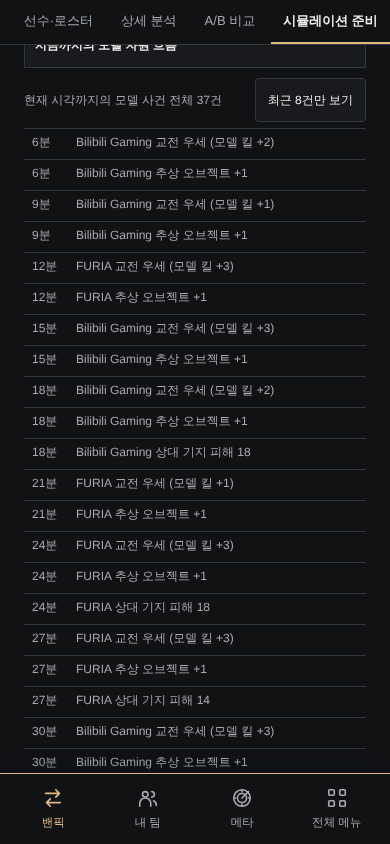 선수·로스터 상세 분석 A/B 비교 시뮬레이션 준비
지금까지의 모델 자원 흐름
현재 시각까지의 모델 사건 전체 37건 최근 8건만 보기
6분 Bilibili Gaming 교전 우세 (모델 킬 +2)
6분 Bilibili Gaming 추상 오브젝트 +1
9분 Bilibili Gaming 교전 우세 (모델 킬 +1)
9분 Bilibili Gaming 추상 오브젝트 +1
12분 FURIA 교전 우세 (모델 킬 +3)
12분 FURIA 추상 오브젝트 +1
15분 Bilibili Gaming 교전 우세 (모델 킬 +3)
15분 Bilibili Gaming 추상 오브젝트 +1
18분 Bilibili Gaming 교전 우세 (모델 킬 +2)
18분 Bilibili Gaming 추상 오브젝트 +1
18분 Bilibili Gaming 상대 기지 피해 18
21분 FURIA 교전 우세 (모델 킬 +1)
21분 FURIA 추상 오브젝트 +1
24분 FURIA 교전 우세 (모델 킬 +3)
24분 FURIA 추상 오브젝트 +1
24분 FURIA 상대 기지 피해 18
27분 FURIA 교전 우세 (모델 킬 +3)
27분 FURIA 추상 오브젝트 +1
27분 FURIA 상대 기지 피해 14
30분 Bilibili Gaming 교전 우세 (모델 킬 +3)
30분 Bilibili Gaming 추상 오브젝트 +1
밴픽 내 팀 메타 전체 메뉴